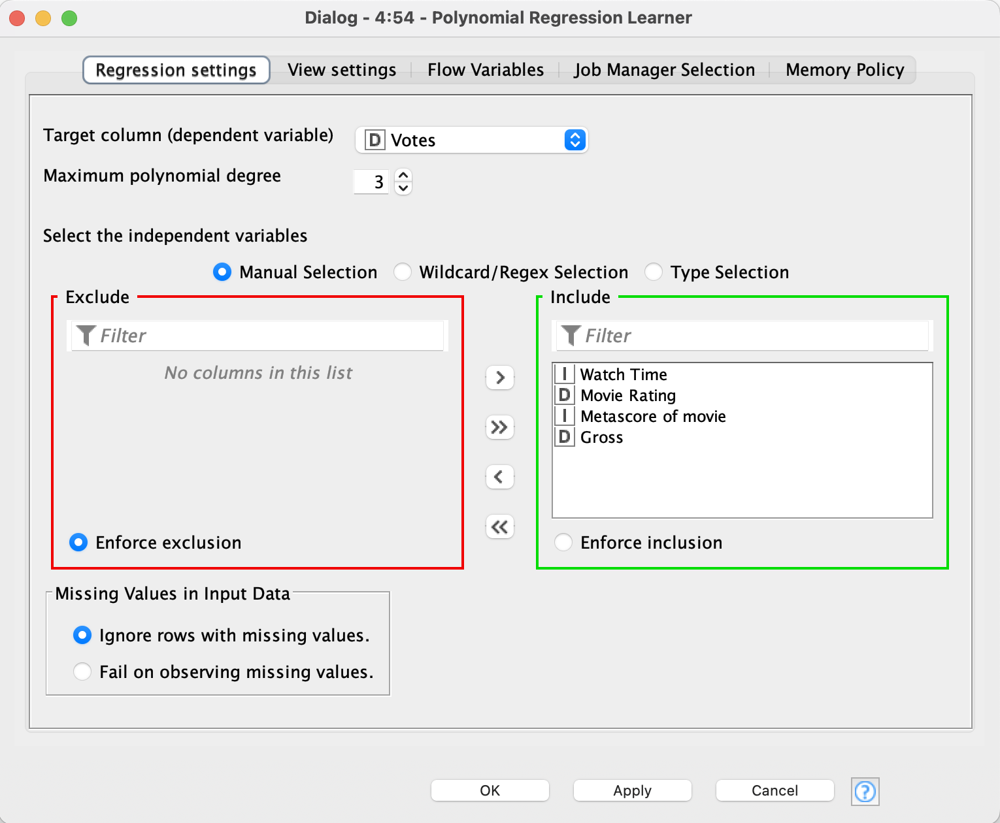 Dialog - 4:54 - Polynomial Regression Learner
Regression settings View settings Flow Variables Job Manager Selection Memory Policy
Target column (dependent variable) D Votes
Maximum polynomial degree 3
Select the independent variables
Manual Selection Wildcard/Regex Selection Type Selection
Exclude
Filter
No columns in this list
Enforce exclusion
Include
Filter
I Watch Time
D Movie Rating
I Metascore of movie
D Gross
Enforce inclusion
Missing Values in Input Data
Ignore rows with missing values.
Fail on observing missing values.
OK Apply Cancel ?